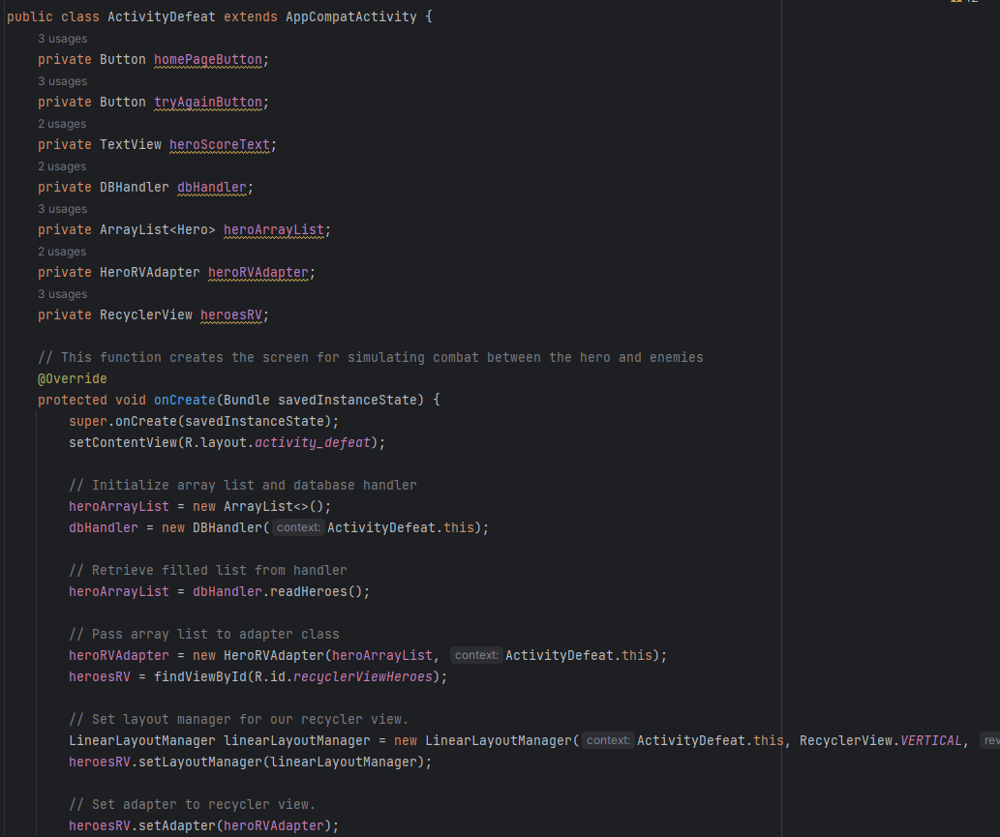 public class ActivityDefeat extends AppCompatActivity {
3 usages
private Button homePageButton;
3 usages
private Button tryAgainButton;
2 usages
private TextView heroScoreText;
2 usages
private DBHandler dbHandler;
3 usages
private ArrayList<Hero> heroArrayList;
2 usages
private HeroRVAdapter heroRVAdapter;
3 usages
private RecyclerView heroesRV;
// This function creates the screen for simulating combat between the hero and enemies
@Override
protected void onCreate(Bundle savedInstanceState) {
super.onCreate(savedInstanceState);
setContentView(R.layout.activity_defeat);
// Initialize array list and database handler
heroArrayList = new ArrayList<>();
dbHandler = new DBHandler( context: ActivityDefeat.this);
// Retrieve filled list from handler
heroArrayList = dbHandler.readHeroes();
// Pass array list to adapter class
heroRVAdapter = new HeroRVAdapter(heroArrayList, context: ActivityDefeat.this);
heroesRV = findViewById(R.id.recyclerViewHeroes);
// Set layout manager for our recycler view.
LinearLayoutManager linearLayoutManager = new LinearLayoutManager( context: ActivityDefeat.this, RecyclerView.VERTICAL,
heroesRV.setLayoutManager(linearLayoutManager);
// Set adapter to recycler view.
heroesRV.setAdapter(heroRVAdapter);